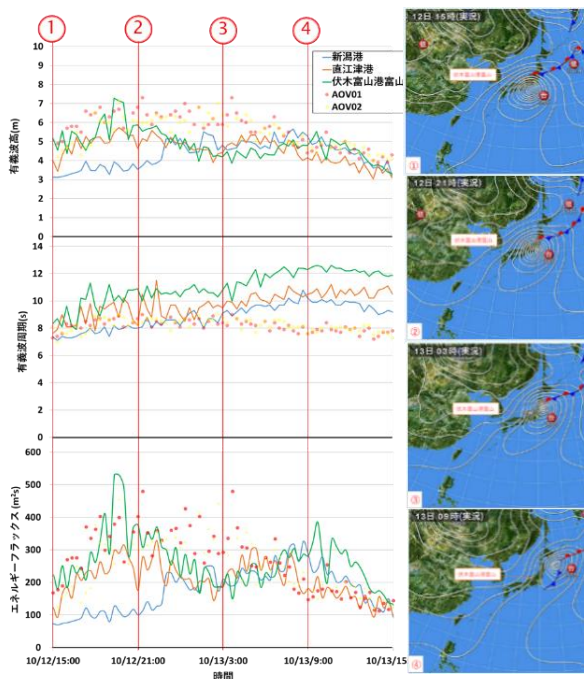 ① ② ③ ④
新潟港
直江津港
伏木富山港富山
AOV01
AOV02
有義波高(m)
10
9
8
7
6
5
4
3
2
1
0
有義波周期(s)
14
12
10
8
6
4
2
0
エネルギーフラックス (m²s)
600
500
400
300
200
100
0
10/12/15:00 10/12/21:00 10/13/3:00 10/13/9:00 10/13/15
時間
12日 15時(実況)
伏木富山港富山
①
12日 21時(実況)
伏木富山港富山
②
13日 03時(実況)
伏木富山港富山
③
13日 09時(実況)
伏木富山港富山
④